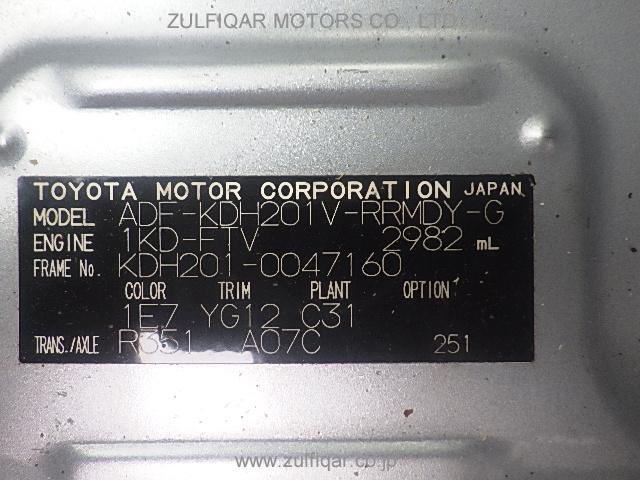 ZULFIQAR MOTORS CO., LTD.
TOYOTA MOTOR CORPORATION JAPAN
MODEL ADF-KDH201V-RRMDY-G
ENGINE 1KD-FTV 2982 mL
FRAME No. KDH201-0047160
COLOR TRIM PLANT OPTION
1E7 YG12 C31
TRANS./AXLE R351 A07C 251
www.zulfiqar.co.jp